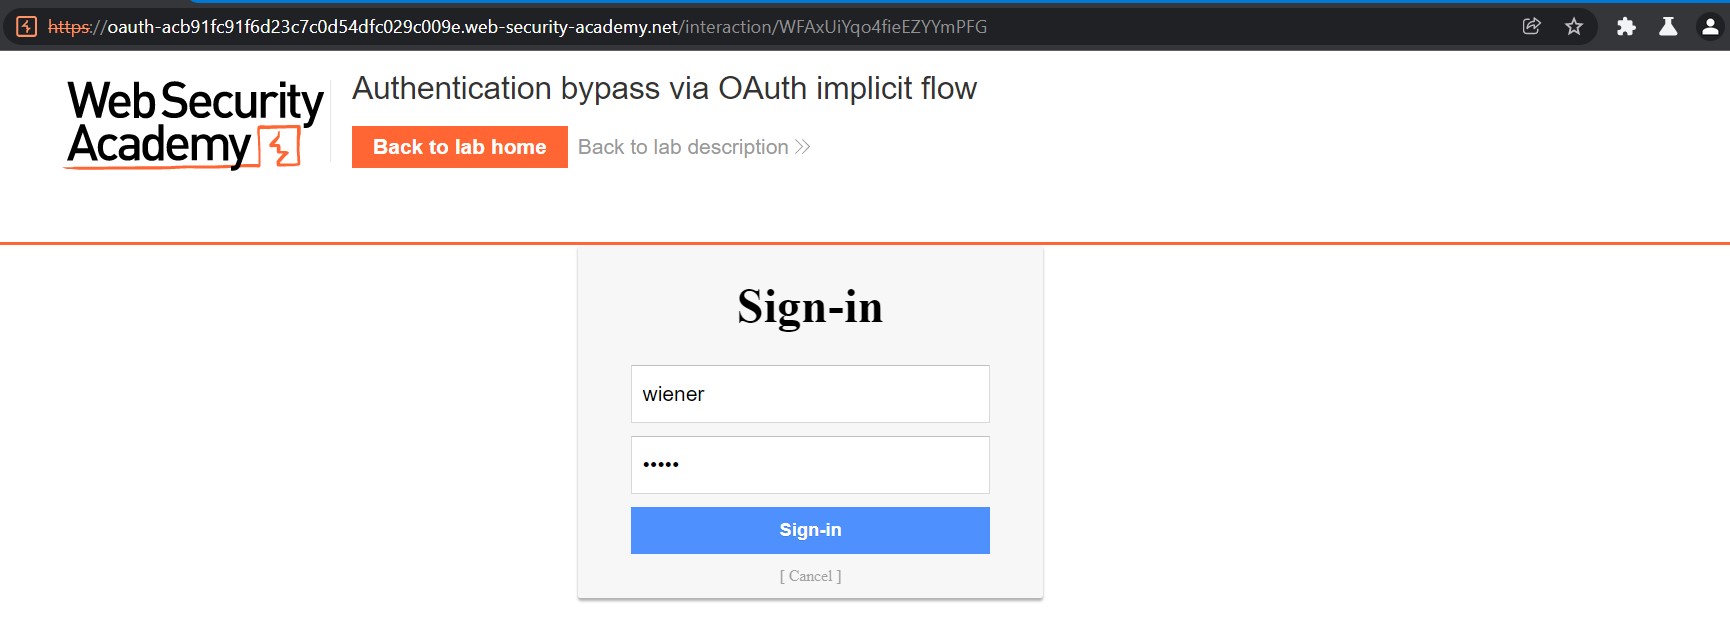 https://oauth-acb91fc91f6d23c7c0d54dfc029c009e.web-security-academy.net/interaction/WFAxUiYqo4fieEZYYmPFG
Web Security
Academy
Authentication bypass via OAuth implicit flow
Back to lab home
Back to lab description
Sign-in
wiener
•••••
Sign-in
[ Cancel ]